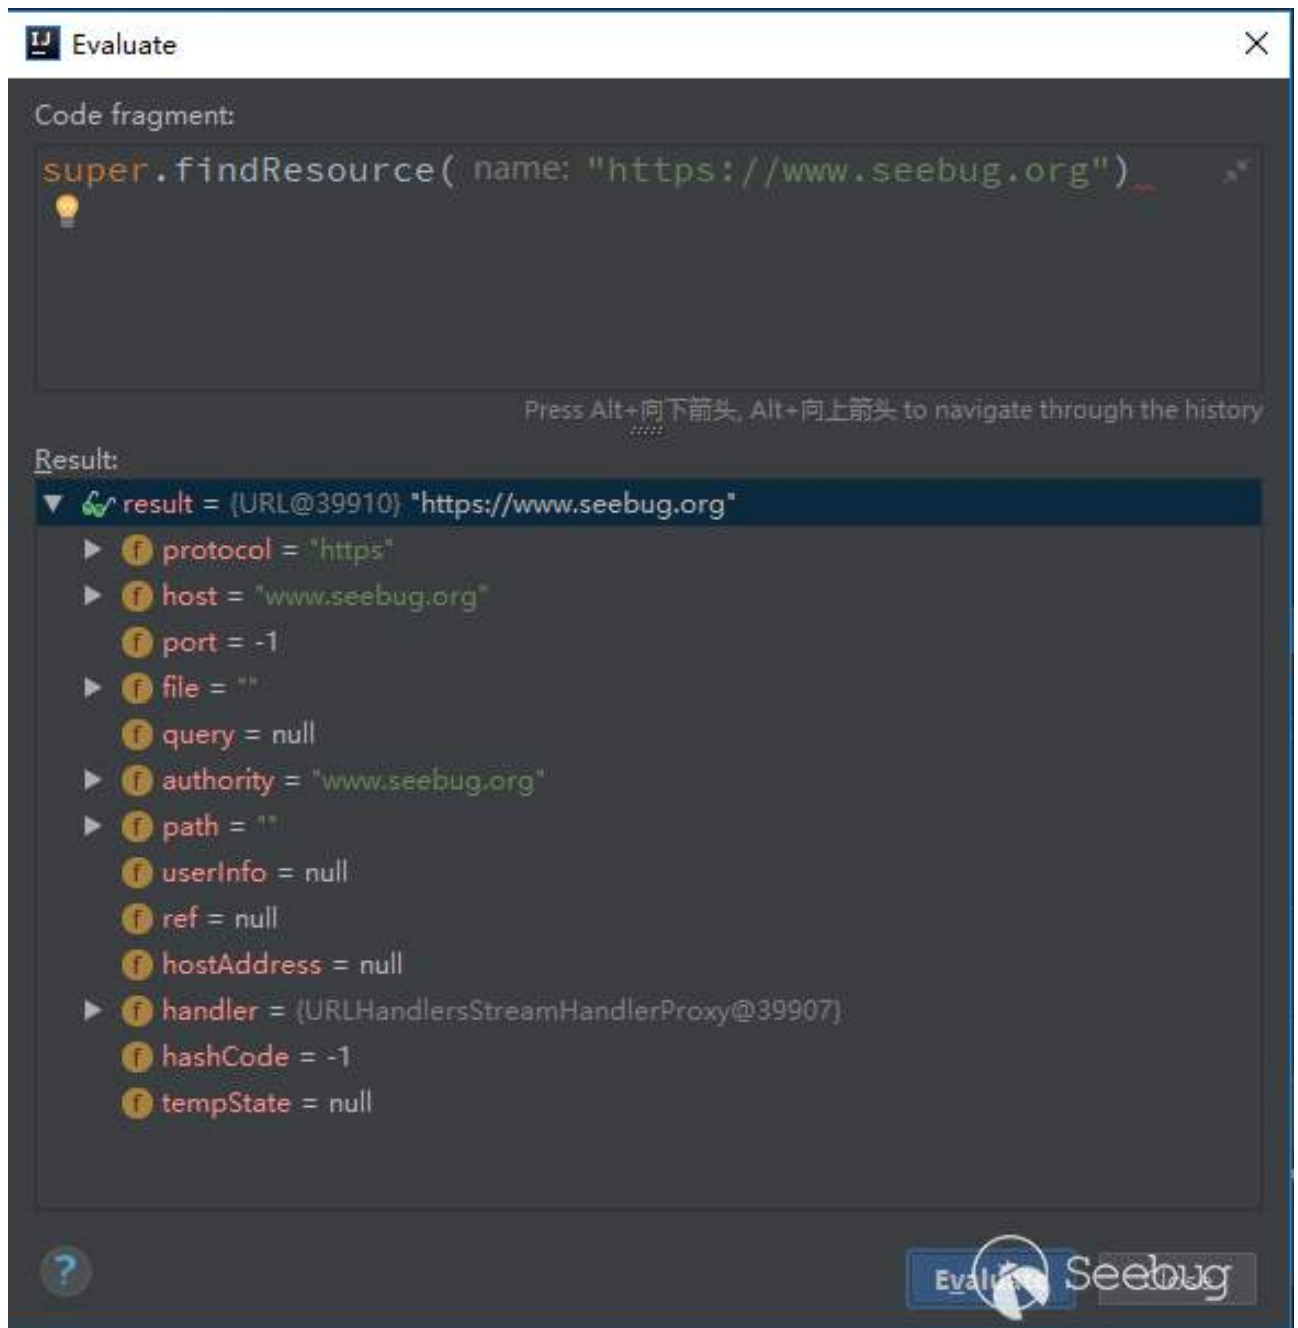 IJ Evaluate
Code fragment:
super.findResource( name: "https://www.seebug.org")
Press Alt+向下箭头, Alt+向上箭头 to navigate through the history
Result:
result = {URL@39910} "https://www.seebug.org"
f protocol = "https"
f host = "www.seebug.org"
f port = -1
f file = ""
f query = null
f authority = "www.seebug.org"
f path = ""
f userInfo = null
f ref = null
f hostAddress = null
f handler = {URLHandlersStreamHandlerProxy@39907}
f hashCode = -1
f tempState = null
? Evaluate Close
Seebug